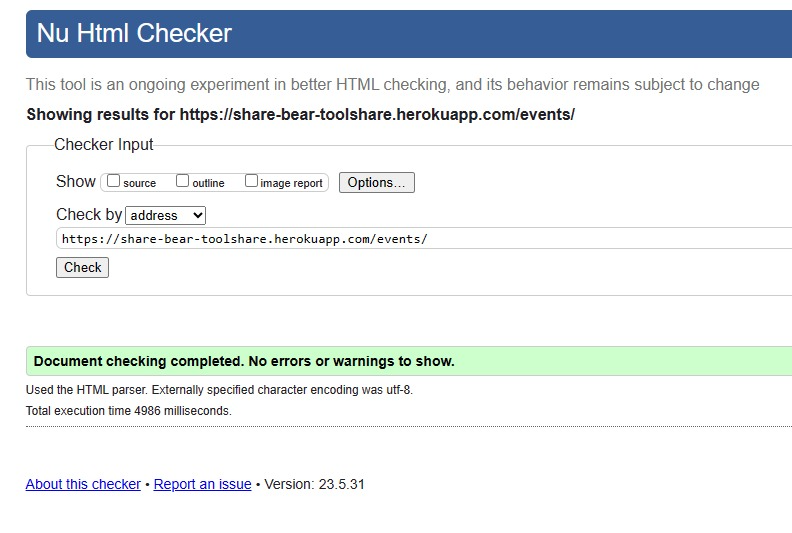 Nu Html Checker
This tool is an ongoing experiment in better HTML checking, and its behavior remains subject to change
Showing results for https://share-bear-toolshare.herokuapp.com/events/
Checker Input
Show source outline image report Options...
Check by address
https://share-bear-toolshare.herokuapp.com/events/
Check
Document checking completed. No errors or warnings to show.
Used the HTML parser. Externally specified character encoding was utf-8.
Total execution time 4986 milliseconds.
About this checker • Report an issue • Version: 23.5.31